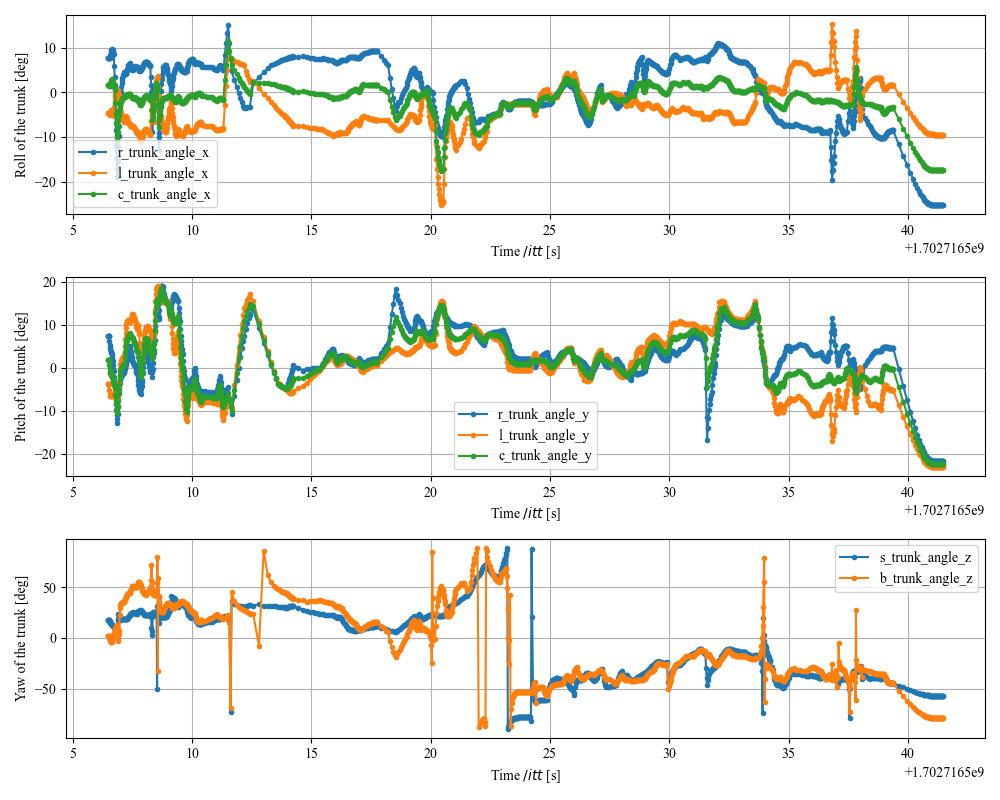 10
0
−10
−20
Roll of the trunk [deg]
r_trunk_angle_x
l_trunk_angle_x
c_trunk_angle_x
5 10 15 20 25 30 35 40
Time /itt [s]
+1.7027165e9
20
10
0
−10
−20
Pitch of the trunk [deg]
r_trunk_angle_y
l_trunk_angle_y
c_trunk_angle_y
5 10 15 20 25 30 35 40
Time /itt [s]
+1.7027165e9
50
0
−50
Yaw of the trunk [deg]
s_trunk_angle_z
b_trunk_angle_z
5 10 15 20 25 30 35 40
Time /itt [s]
+1.7027165e9